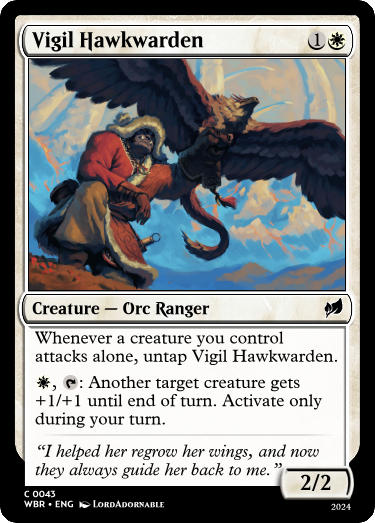 Vigil Hawkwarden 1
Creature — Orc Ranger
Whenever a creature you control
attacks alone, untap Vigil Hawkwarden.
, : Another target creature gets
+1/+1 until end of turn. Activate only
during your turn.
“I helped her regrow her wings, and now
they always guide her back to me.”
2/2
C 0043
WBR • ENG LordAdornable
2024